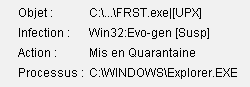 Objet : C:\...\FRST.exe|[UPX]
Infection : Win32:Evo-gen [Susp]
Action : Mis en Quarantaine
Processus : C:\WINDOWS\Explorer.EXE